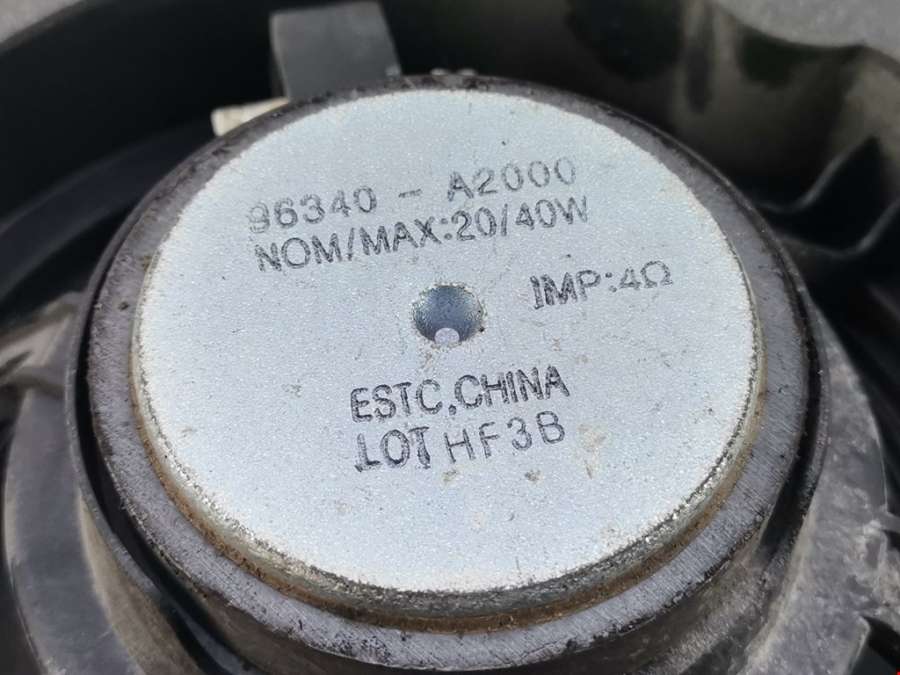 96340 - A2000
NOM/MAX:20/40W
IMP:4Ω
ESTC.CHINA
LOT HF3B